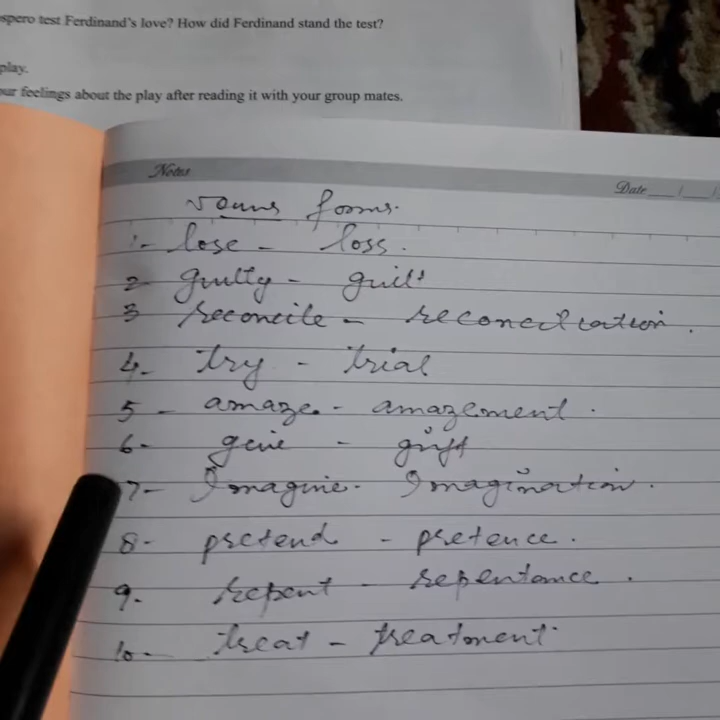 spero test Ferdinand's love? How did Ferdinand stand the test?
play.
our feelings about the play after reading it with your group mates.
Notes
Date __/__/
nouns forms.
1- lose - loss.
2- guilty - guilt
3 reconcile - reconciliation.
4- try - trial
5 - amaze. - amazement.
6- give - gift
7- Imagine. Imagination.
8- pretend - pretence.
9. repent - repentance.
10- treat - treatment